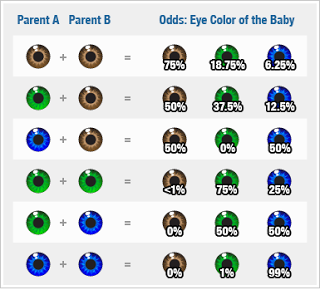 Parent A Parent B Odds: Eye Color of the Baby
+ = 75% 18.75% 6.25%
+ = 50% 37.5% 12.5%
+ = 50% 0% 50%
+ = <1% 75% 25%
+ = 0% 50% 50%
+ = 0% 1% 99%